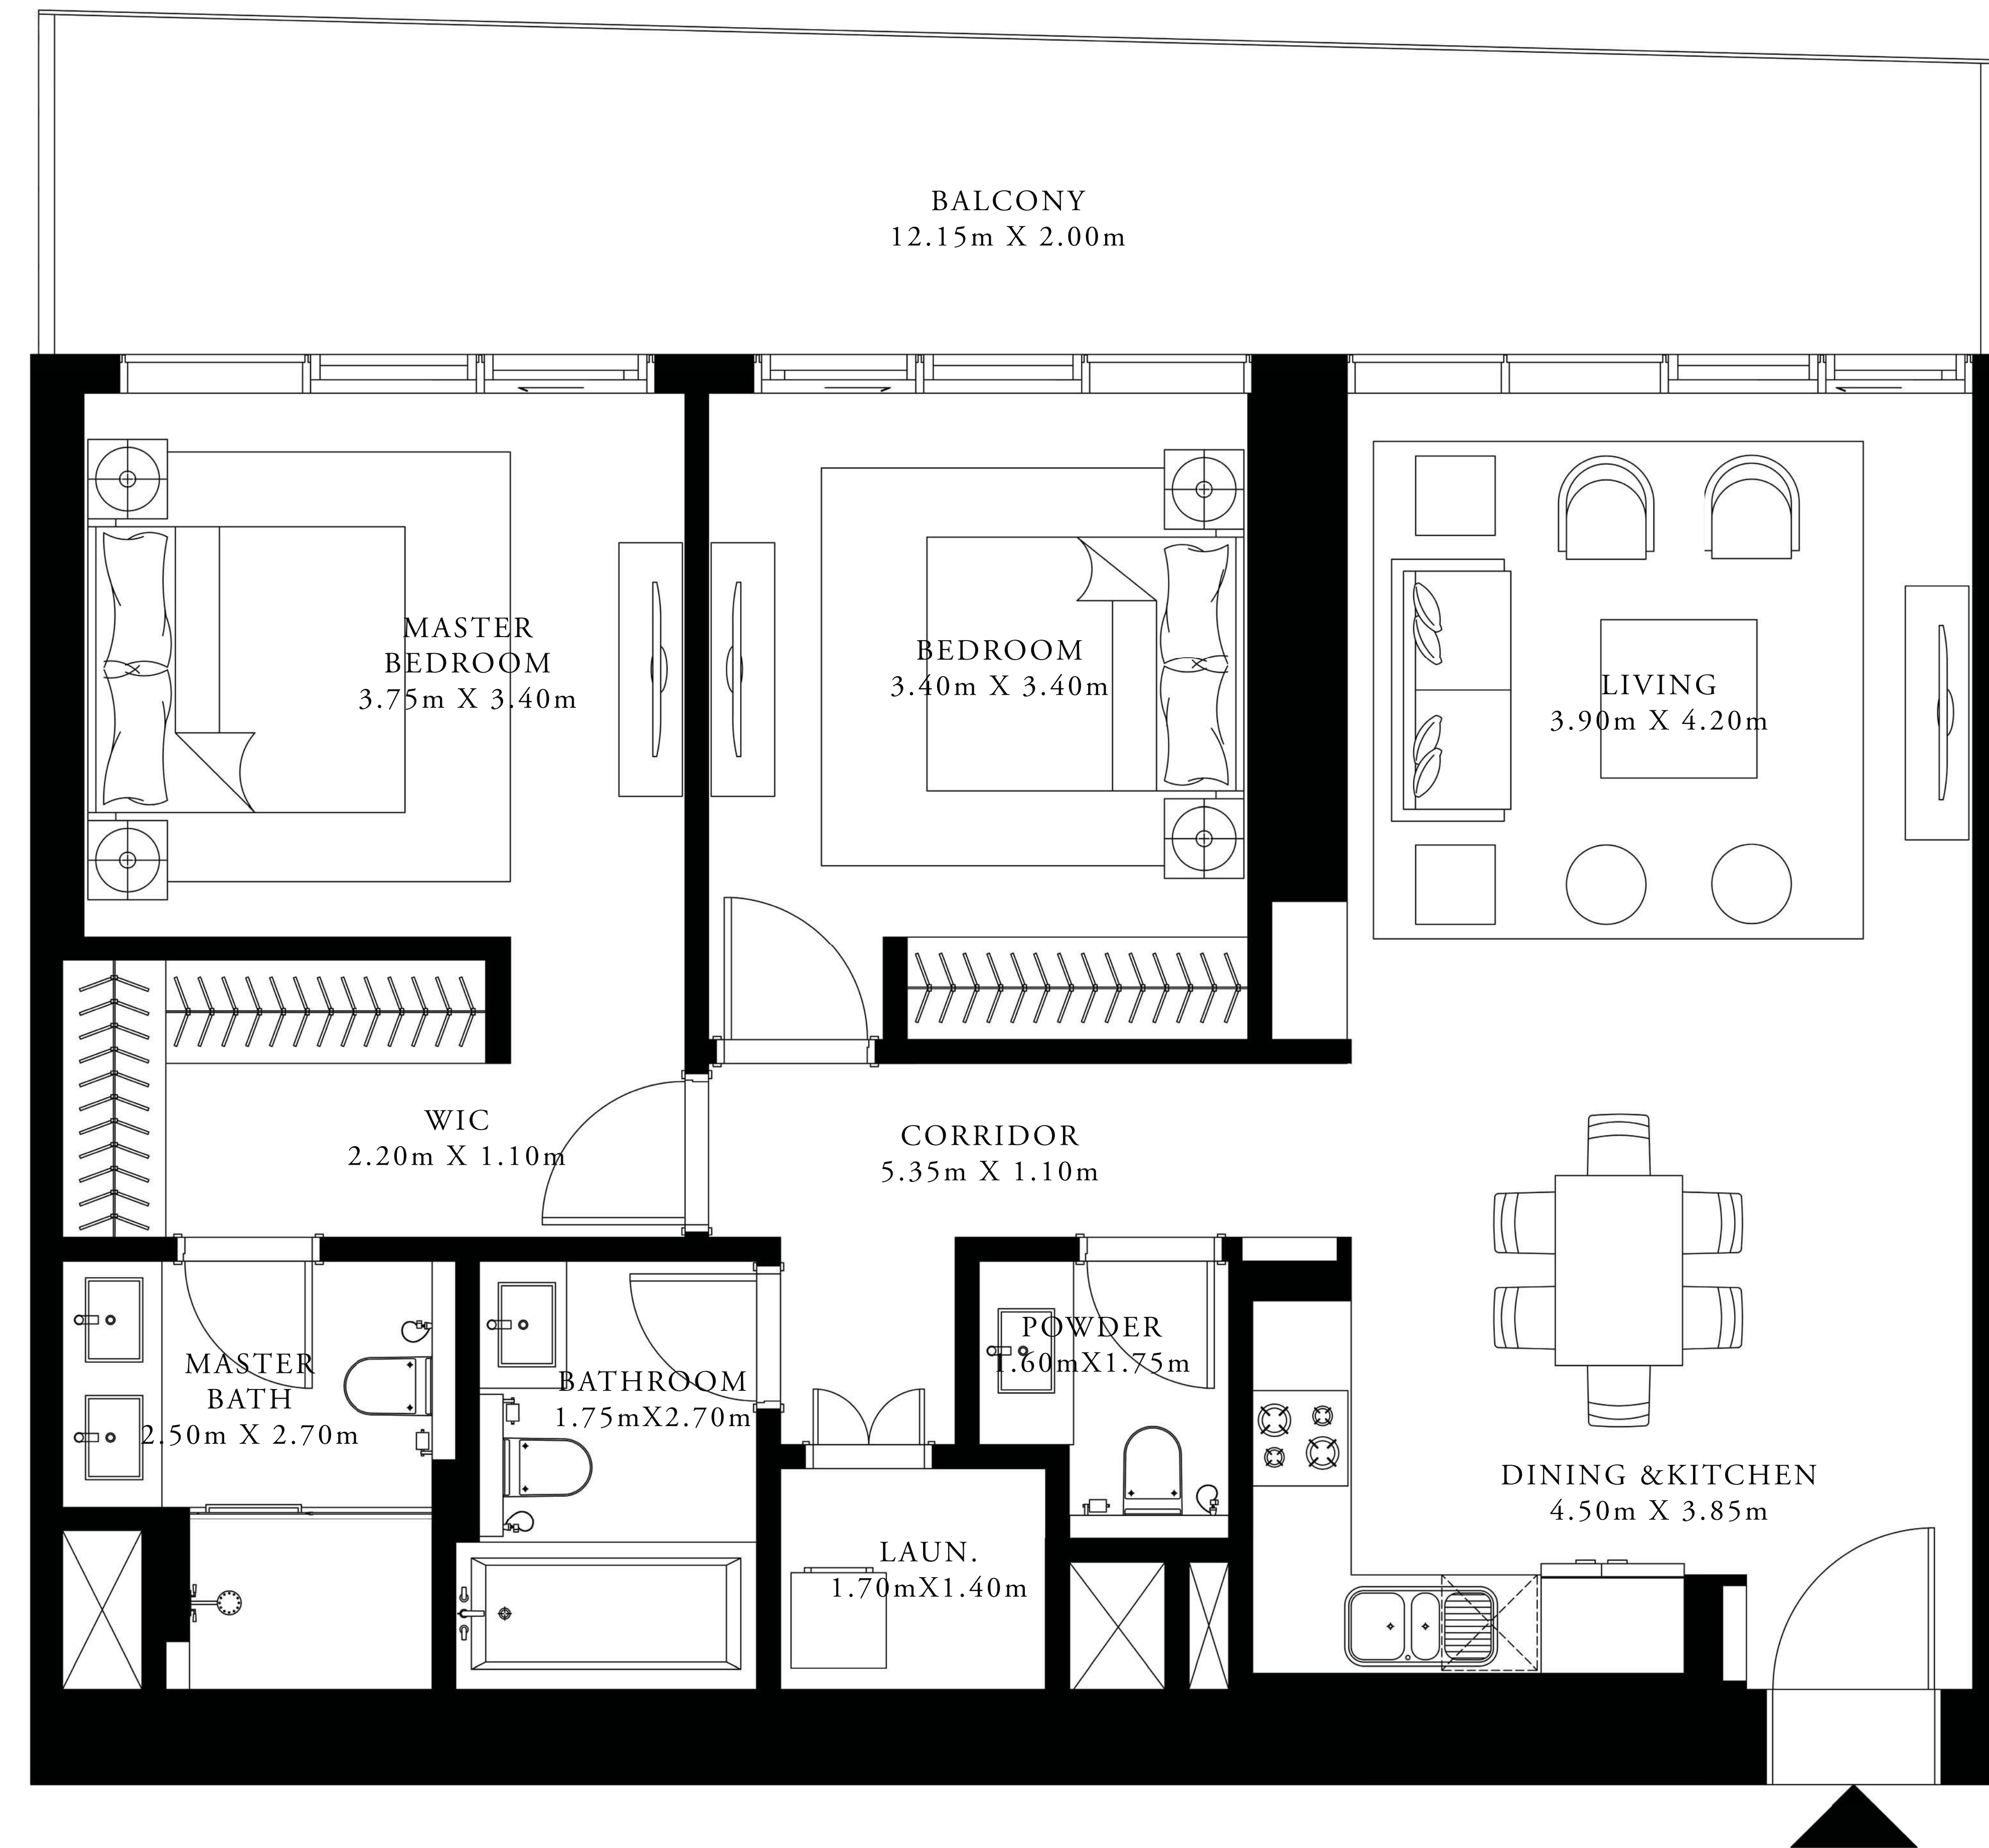 BALCONY
12.15m X 2.00m
MASTER
BEDROOM
3.75m X 3.40m
BEDROOM
3.40m X 3.40m
LIVING
3.90m X 4.20m
WIC
2.20m X 1.10m
CORRIDOR
5.35m X 1.10m
MASTER
BATH
2.50m X 2.70m
BATHROOM
1.75mX2.70m
POWDER
1.60mX1.75m
LAUN.
1.70mX1.40m
DINING &KITCHEN
4.50m X 3.85m